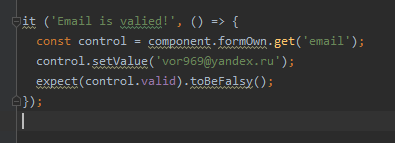 it ('Email is valied!', () => {
const control = component.formOwn.get('email');
control.setValue('vor969@yandex.ru');
expect(control.valid).toBeFalsy();
});